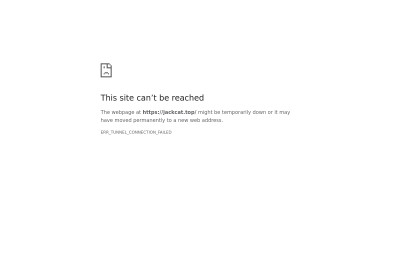 This site can't be reached
The webpage at https://jackcat.top/ might be temporarily down or it may
have moved permanently to a new web address.
ERR_TUNNEL_CONNECTION_FAILED